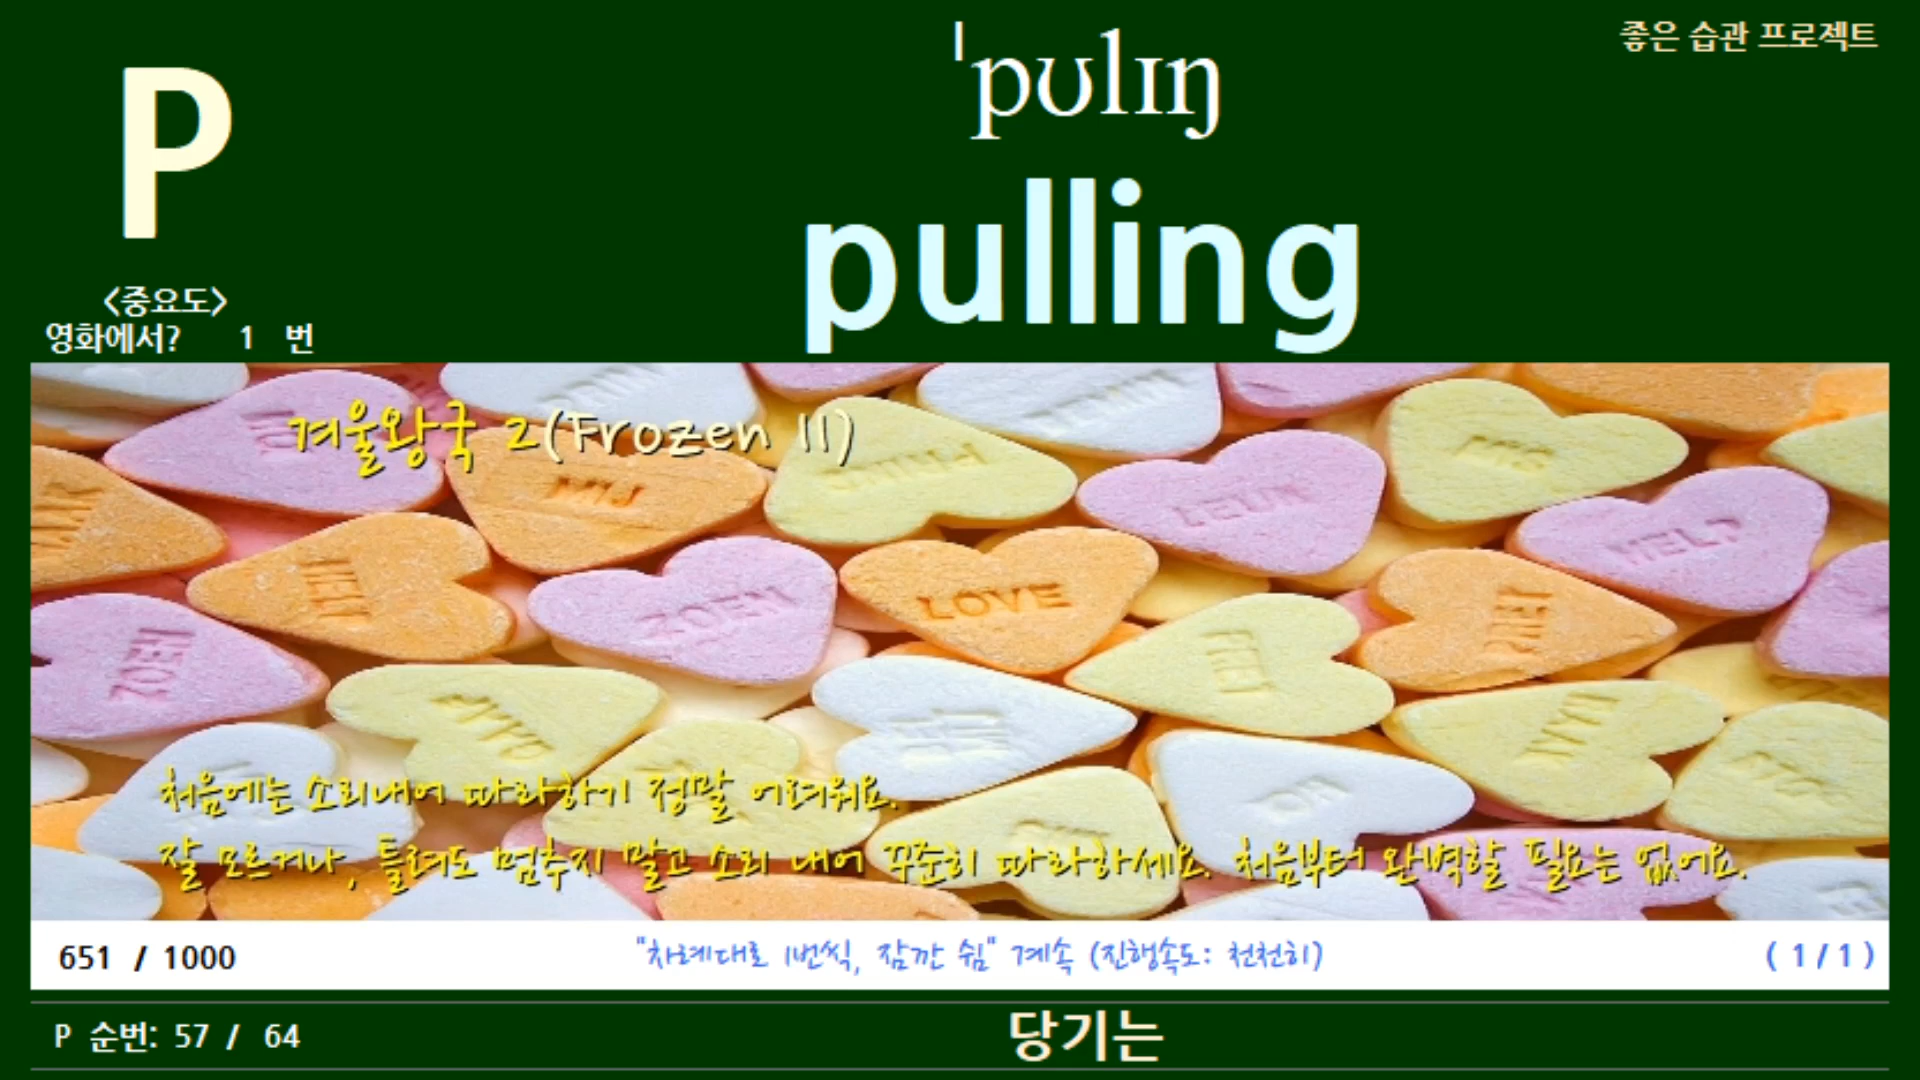 좋은 습관 프로젝트
P
ˈpʊlɪŋ
pulling
<중요도>
영화에서? 1 번
겨울왕국 2(Frozen II)
MIJ
LEUK
HELP
ZOEN
LOVE
처음에는 소리내어 따라하기 정말 어려워요.
잘 모르거나, 틀려도 멈추지 말고 소리 내어 꾸준히 따라하세요. 처음부터 완벽할 필요는 없어요.
651 / 1000
"차례대로 1번씩, 잠깐 쉼" 계속 (진행속도: 천천히)
( 1 / 1 )
P 순번: 57 / 64
당기는